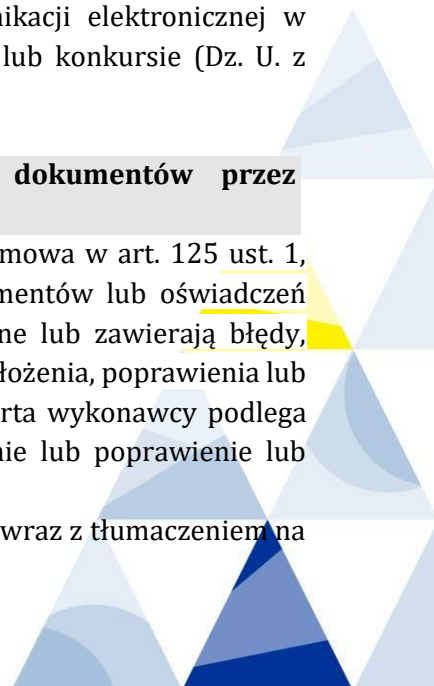 nikacji elektronicznej w
lub konkursie (Dz. U. z
dokumentów przez
mowa w art. 125 ust. 1,
mentów lub oświadczeń
ne lub zawierają błędy,
łożenia, poprawienia lub
rta wykonawcy podlega
nie lub poprawienie lub
wraz z tłumaczeniem na